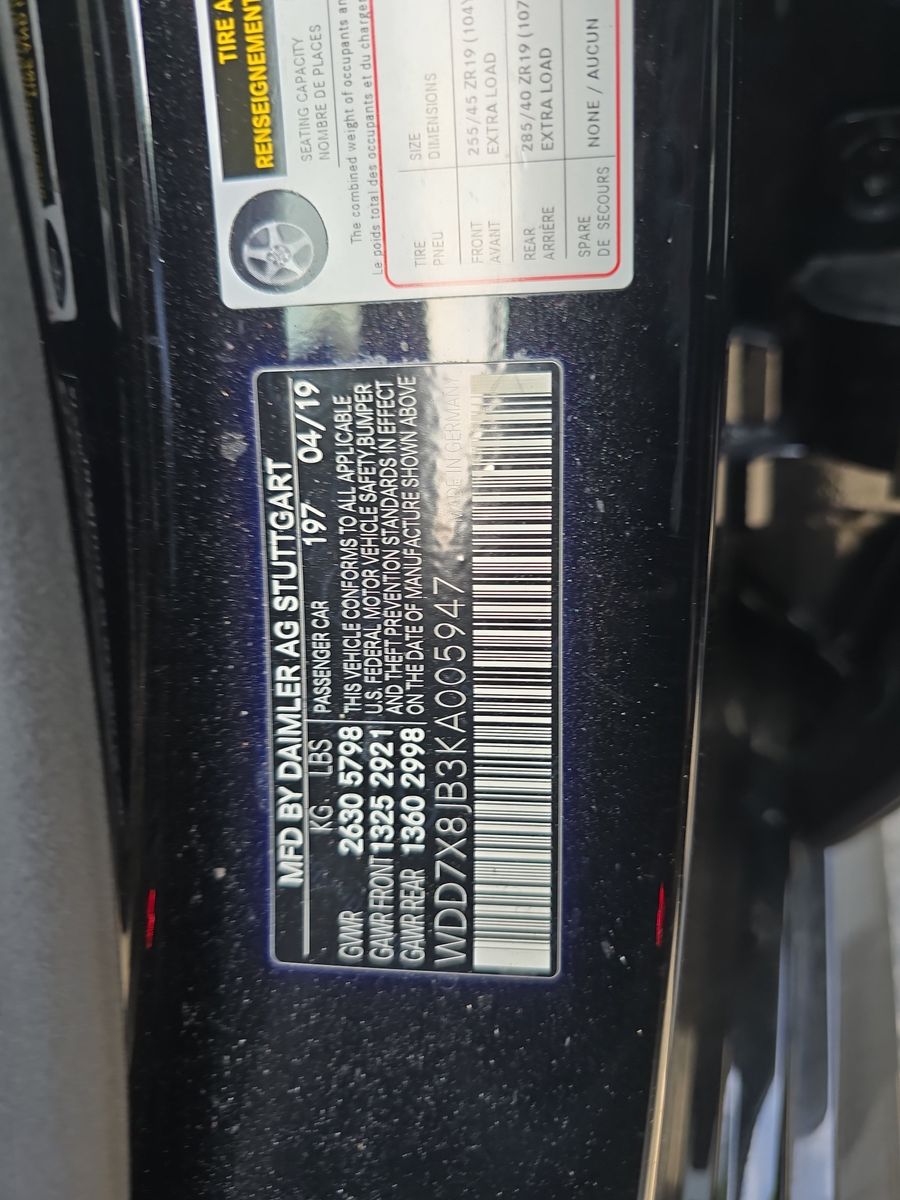 TIRE A
RENSEIGNEMENT
SEATING CAPACITY
NOMBRE DE PLACES
The combined weight of occupants an
Le poids total des occupants et du charge
TIRE SIZE
PNEU DIMENSIONS
FRONT 255/45 ZR19 (104Y
AVANT EXTRA LOAD
REAR 285/40 ZR19 (107
ARRIÈRE EXTRA LOAD
SPARE NONE / AUCUN
DE SECOURS
MFD BY DAIMLER AG STUTTGART
KG LBS PASSENGER CAR 197 04/19
GVWR 2630 5798 THIS VEHICLE CONFORMS TO ALL APPLICABLE
GAWR FRONT 1325 2921 U.S. FEDERAL MOTOR VEHICLE SAFETY, BUMPER
GAWR REAR 1360 2998 AND THEFT PREVENTION STANDARDS IN EFFECT
ON THE DATE OF MANUFACTURE SHOWN ABOVE
WDD7X8JB3KA005947 MADE IN GERMANY